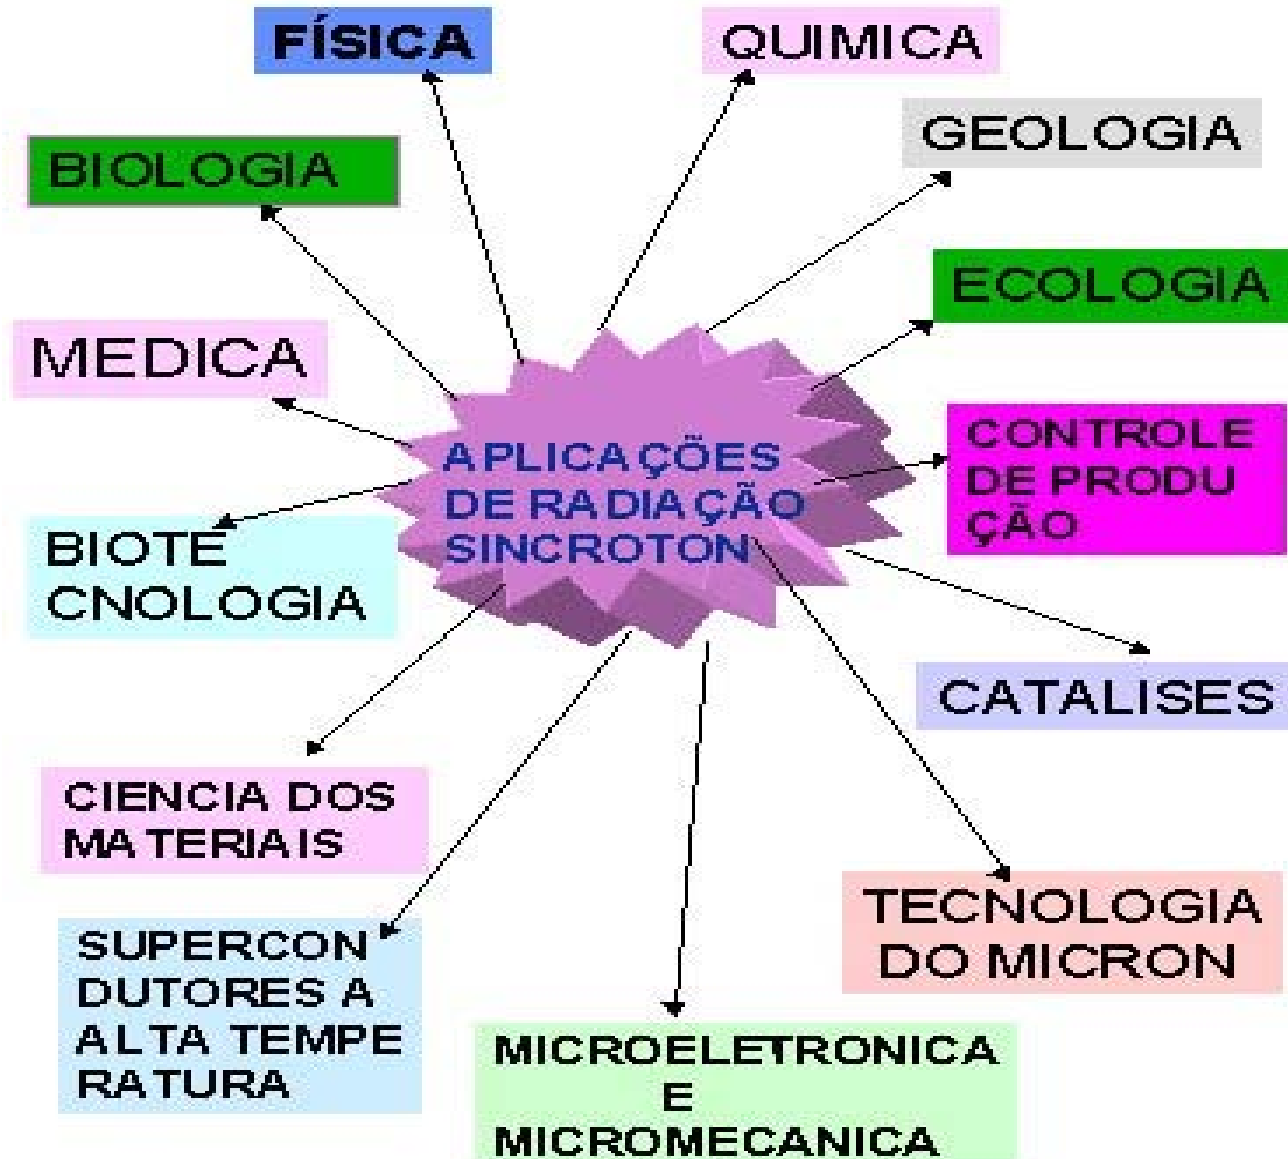 FÍSICA
QUIMICA
GEOLOGIA
BIOLOGIA
ECOLOGIA
MEDICA
CONTROLE
DE PRODU
ÇÃO
APLICAÇÕES
DE RADIAÇÃO
SINCROTON
BIOTE
CNOLOGIA
CATALISES
CIENCIA DOS
MATERIAIS
TECNOLOGIA
DO MICRON
SUPERCON
DUTORES A
ALTA TEMPE
RATURA
MICROELETRONICA
E
MICROMECANICA